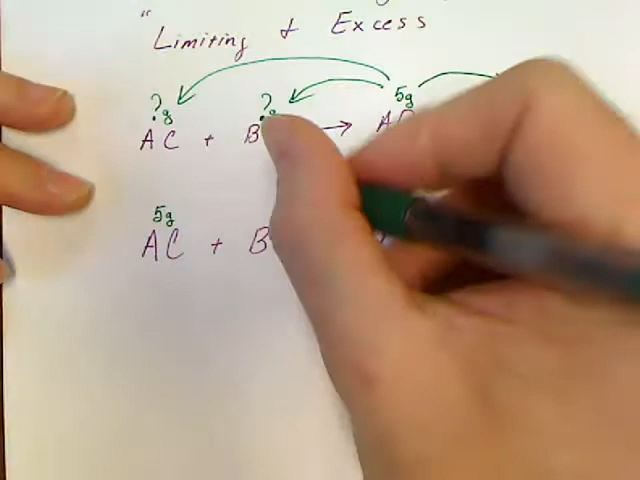 " Limiting & Excess
?g ?g 5g
AC + B → A
5g
AC + B